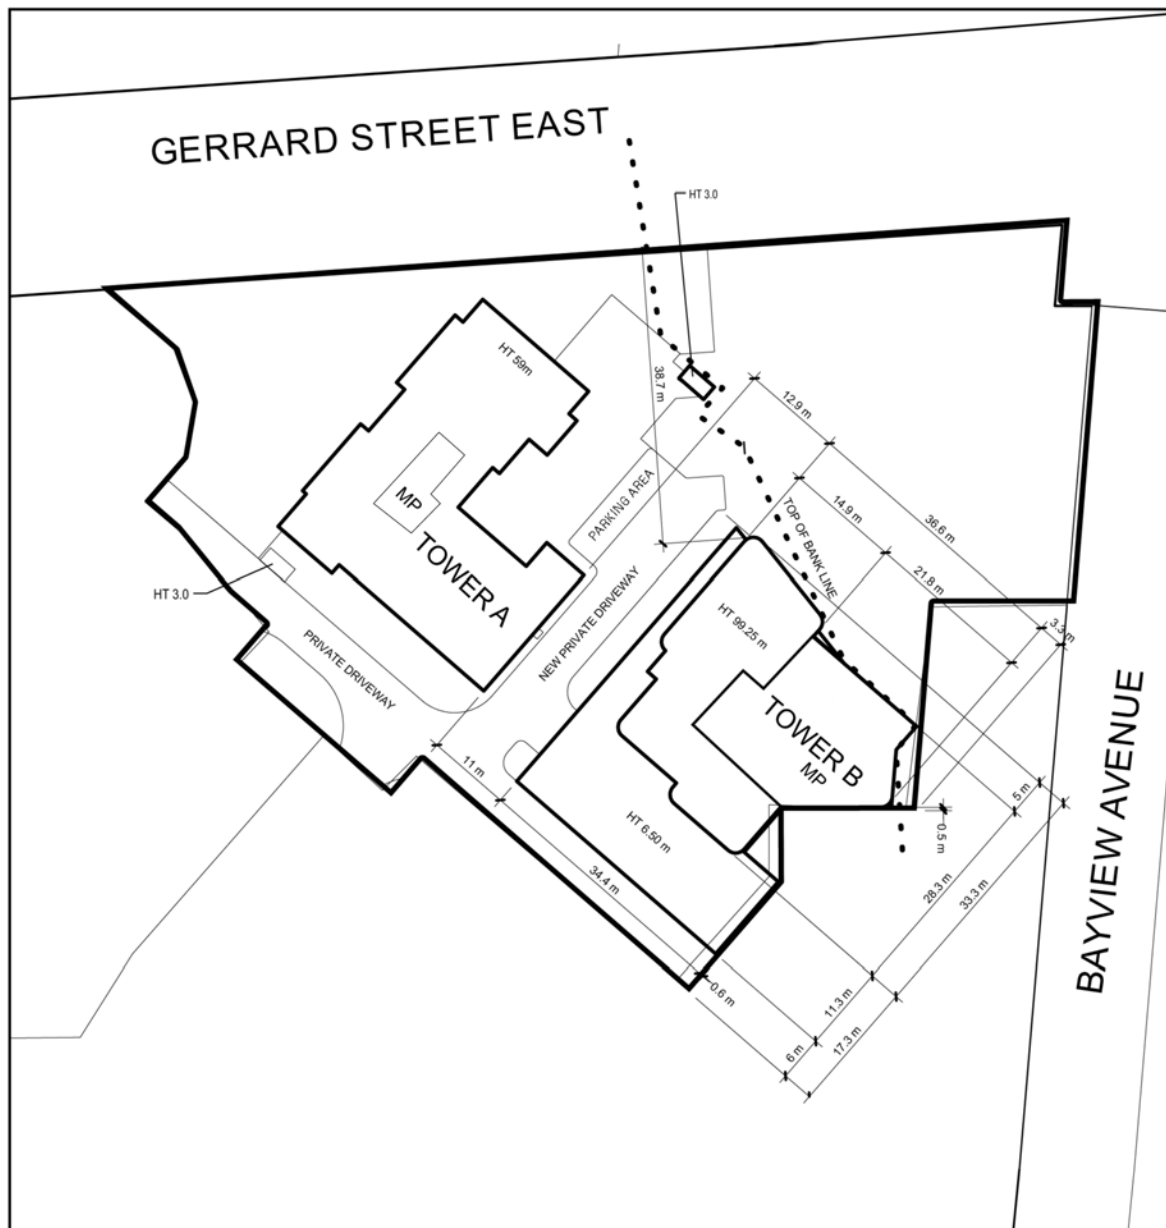 GERRARD STREET EAST
HT 3.0
HT 59m
38.7 m
12.9 m
MP
PARKING AREA
14.9 m
TOP OF BANK LINE
36.6 m
TOWER A
21.8 m
HT 3.0
NEW PRIVATE DRIVEWAY
HT 99.25 m
3.3 m
PRIVATE DRIVEWAY
TOWER B
MP
11 m
5 m
0.5 m
HT 6.50 m
34.4 m
28.3 m
33.3 m
BAYVIEW AVENUE
0.6 m
11.3 m
17.3 m
6 m